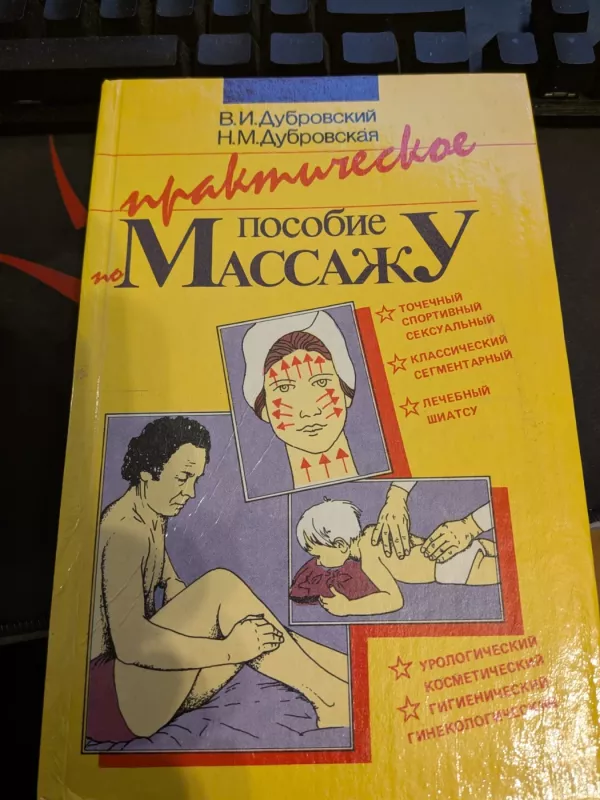 В.И.Дубровский
Н.М.Дубровская
практическое
пособие
по МАССАЖУ
ТОЧЕЧНЫЙ
СПОРТИВНЫЙ
СЕКСУАЛЬНЫЙ
КЛАССИЧЕСКИЙ
СЕГМЕНТАРНЫЙ
ЛЕЧЕБНЫЙ
ШИАТСУ
УРОЛОГИЧЕСКИЙ
КОСМЕТИЧЕСКИЙ
ГИГИЕНИЧЕСКИЙ
ГИНЕКОЛОГИЧЕСКИЙ